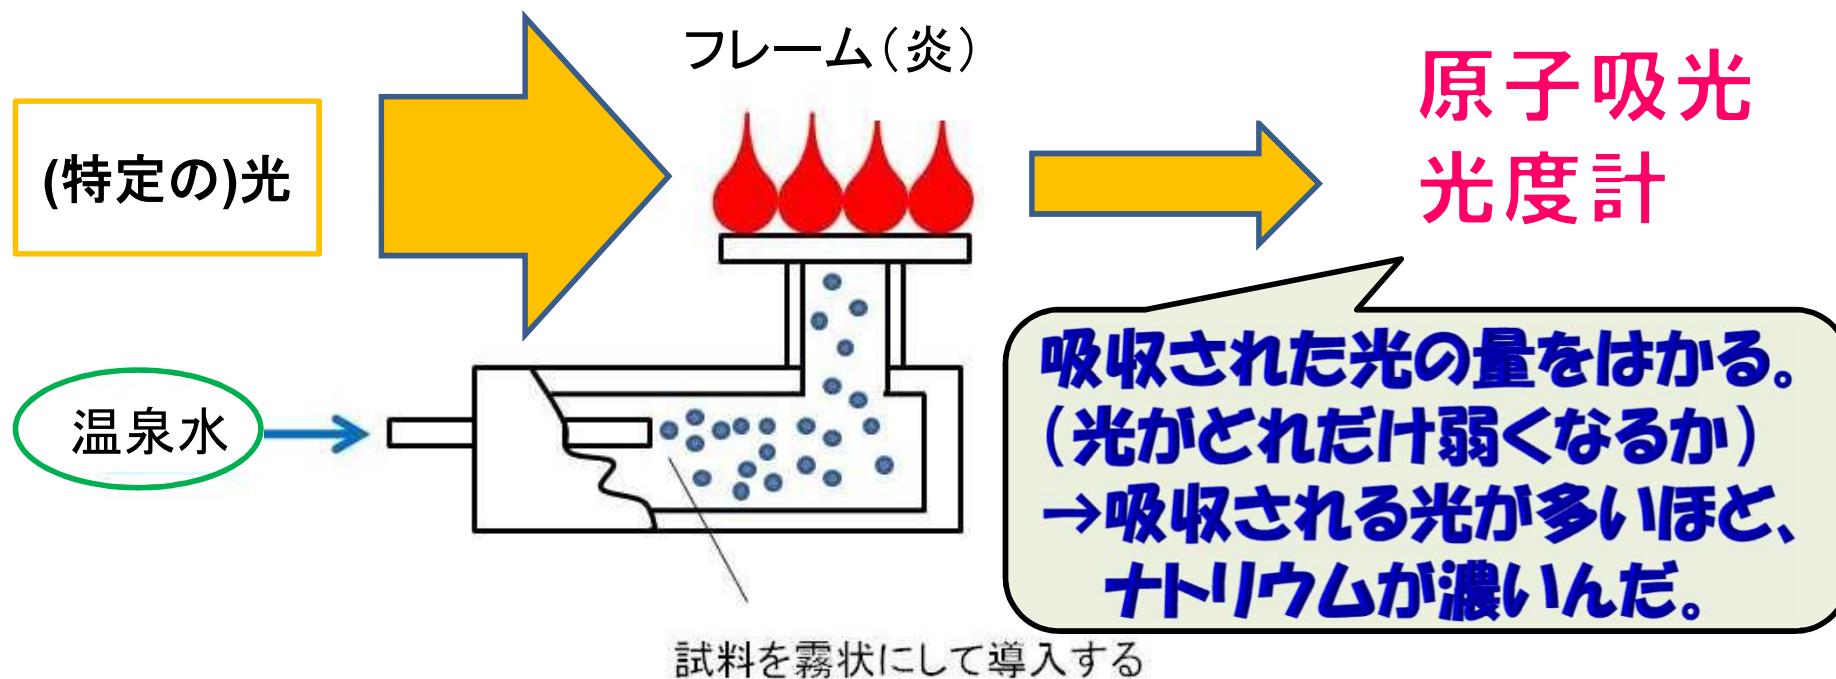 フレーム（炎）
(特定の)光
原子吸光
光度計
温泉水
吸収された光の量をはかる。
（光がどれだけ弱くなるか）
→吸収される光が多いほど、
ナトリウムが濃いんだ。
試料を霧状にして導入する